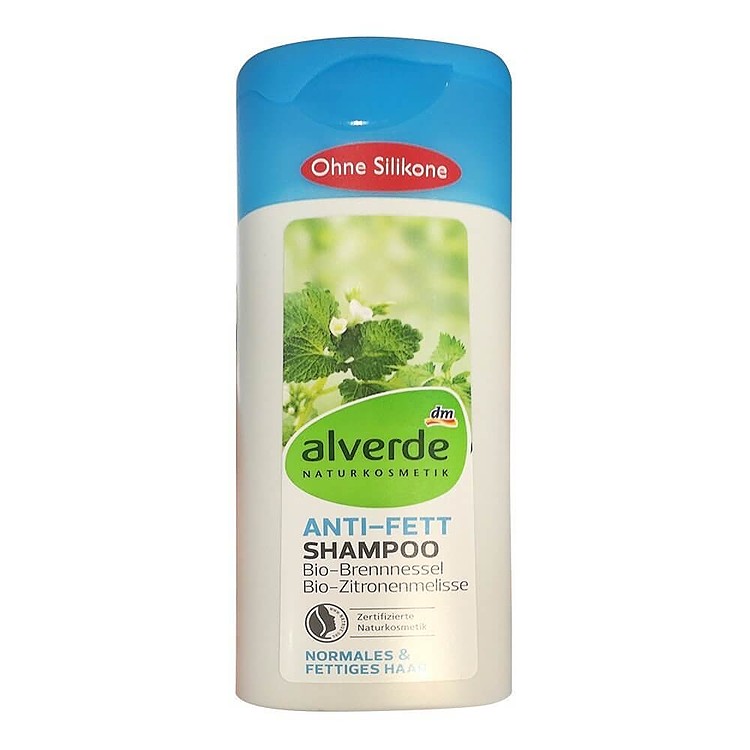 Ohne Silikone
dm
alverde
NATURKOSMETIK
ANTI-FETT
SHAMPOO
Bio-Brennnessel
Bio-Zitronenmelisse
Zertifizierte
Naturkosmetik
NORMALES &
FETTIGES HAAR